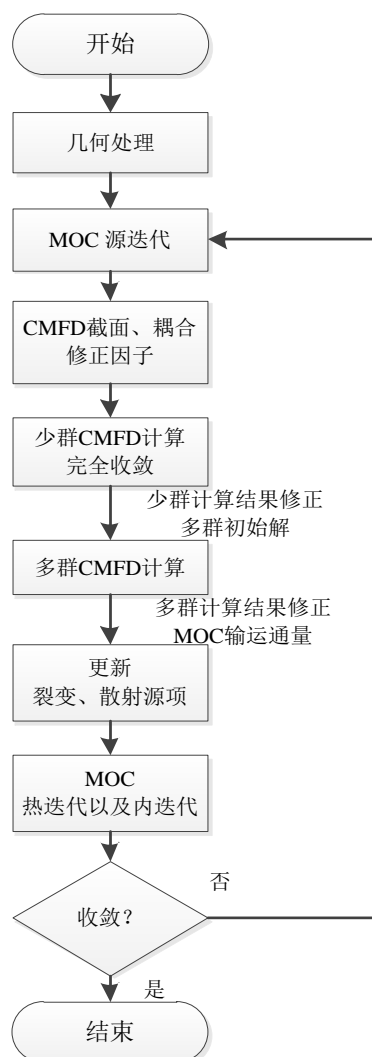 开始
几何处理
MOC 源迭代
CMFD截面、耦合
修正因子
少群CMFD计算
完全收敛
少群计算结果修正
多群初始解
多群CMFD计算
多群计算结果修正
MOC输运通量
更新
裂变、散射源项
MOC
热迭代以及内迭代
否
收敛？
是
结束